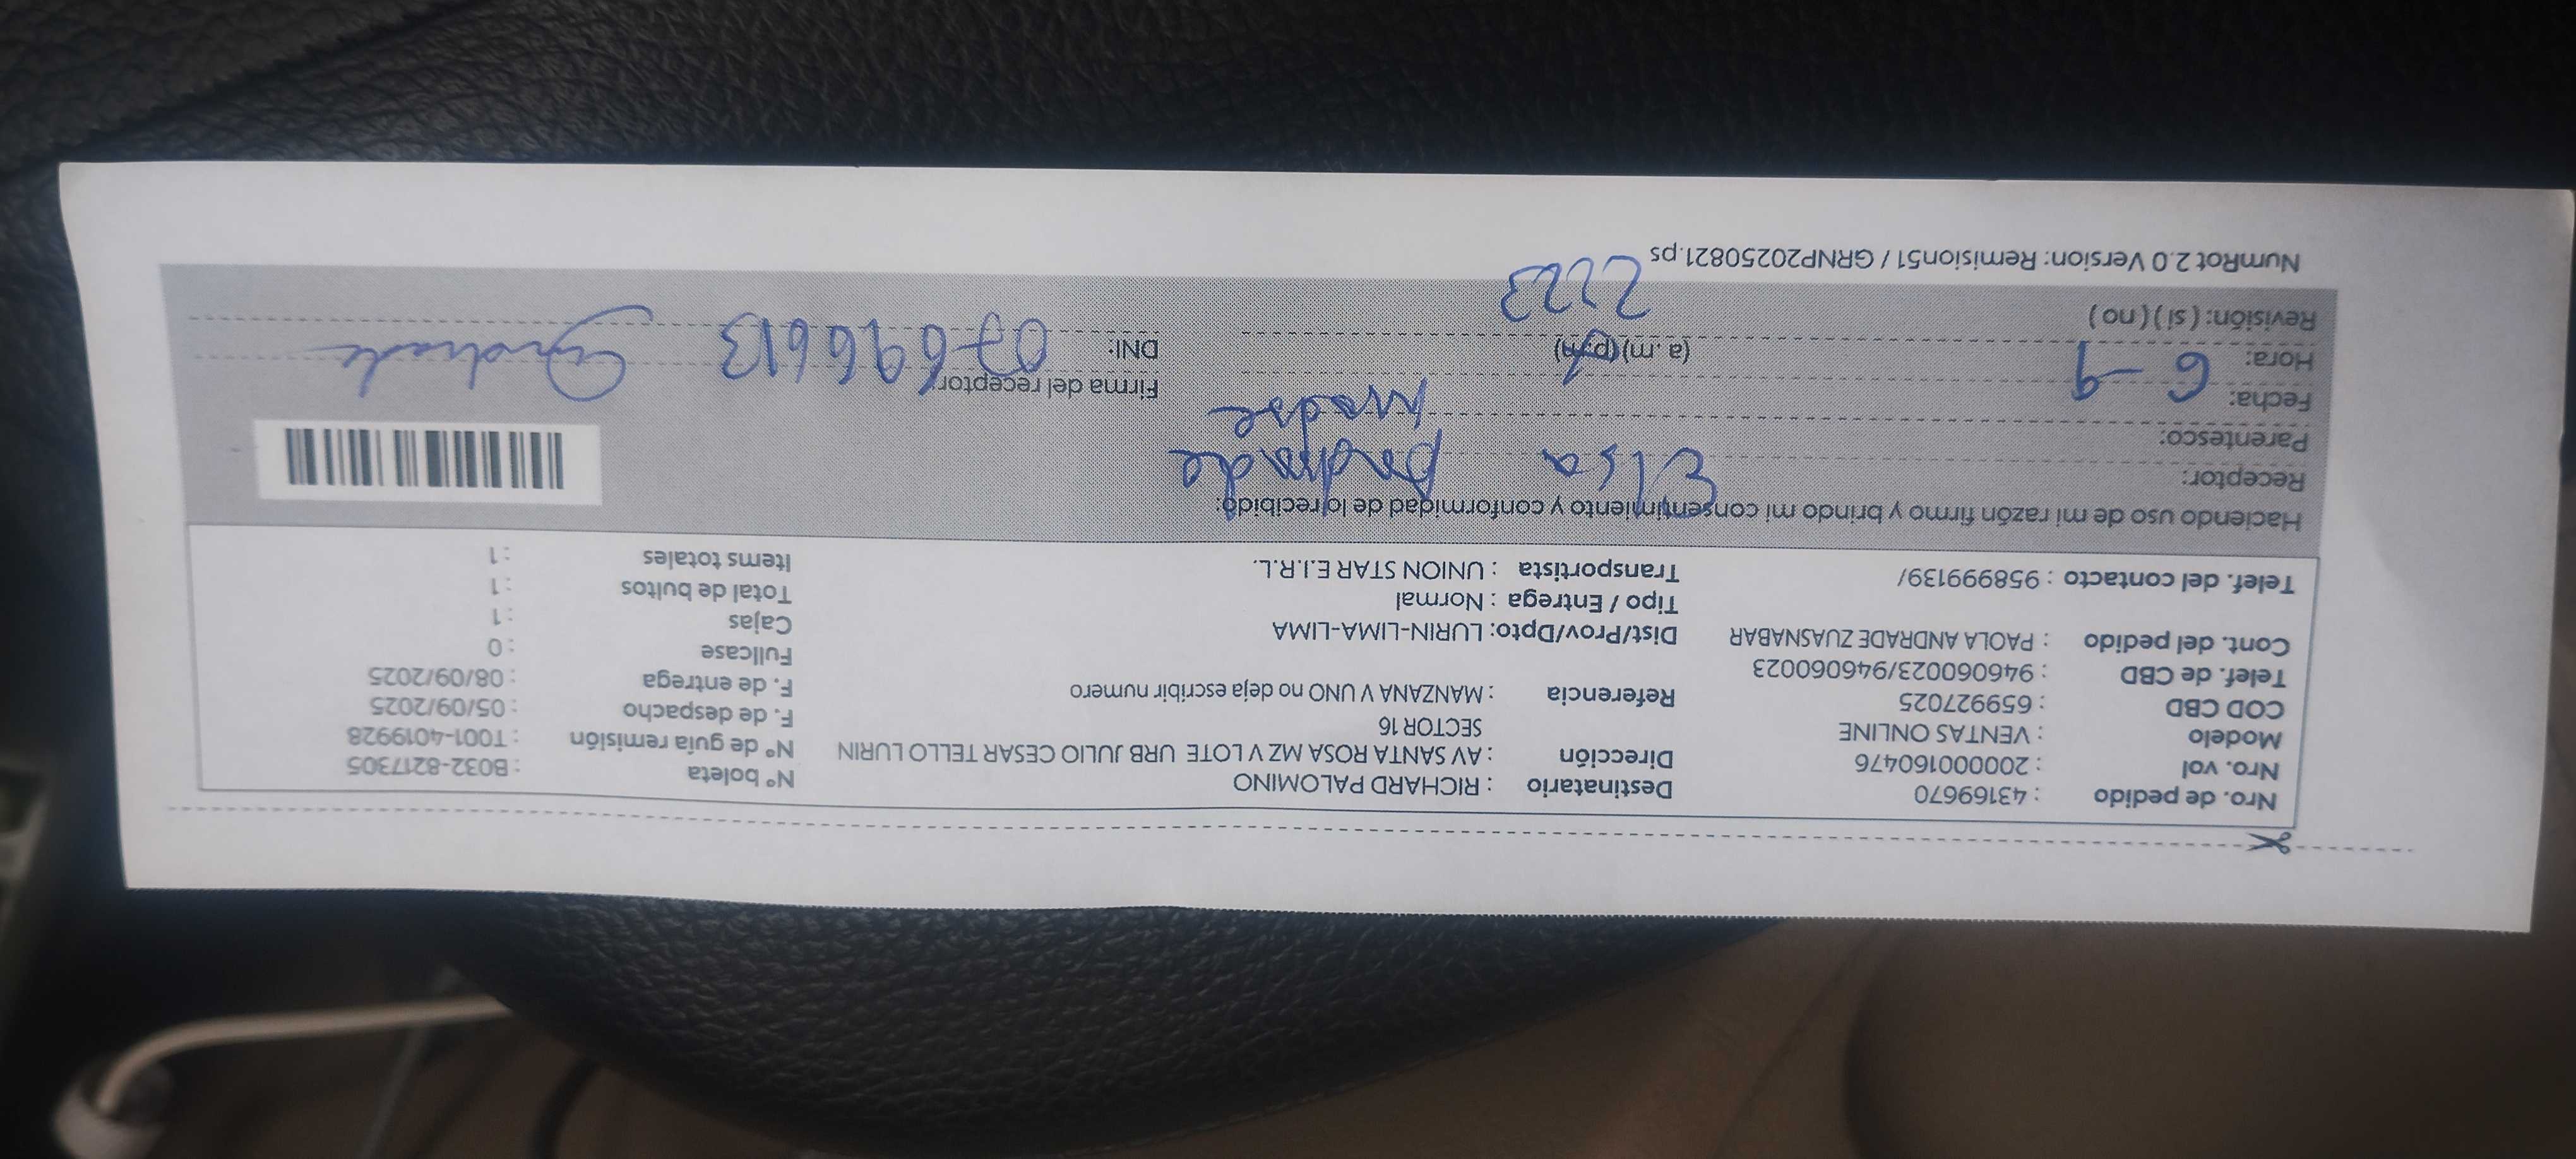 Nro. de pedido : 43169670 Destinatario : RICHARD PALOMINO Nº boleta : B032-8217305
Nro. vol : 20000016047​6 Dirección : AV SANTA ROSA MZ V LOTE URB JULIO CESAR TELLO LURIN Nº de guía remisión : T001-4019928
Modelo : VENTAS ONLINE SECTOR 16 F. de despacho : 05/09/2025
COD CBD : 659927025 Referencia : MANZANA V UNO no deja escribir numero F. de entrega : 08/09/2025
Telef. de CBD : 946060023/946060023 Fullcase : 0
Cont. del pedido : PAOLA ANDRADE ZUASNABAR Dist/Prov/Dpto: LURIN-LIMA-LIMA Cajas : 1
Tipo / Entrega : Normal Total de bultos : 1
Telef. del contacto : 958999139/ Transportista : UNION STAR E.I.R.L. Items totales : 1
Haciendo uso de mi razón firmo y brindo mi consentimiento y conformidad de lo recibido:
Receptor: Elsa Andrade
Parentesco: madre
Fecha: 6-9 Firma del receptor: Andrade
Hora: (a.m) (p.m) DNI: 07696613
Revisión: ( si ) ( no ) 2223
NumRot 2.0 Version: Remision51 / GRNP20250821.ps